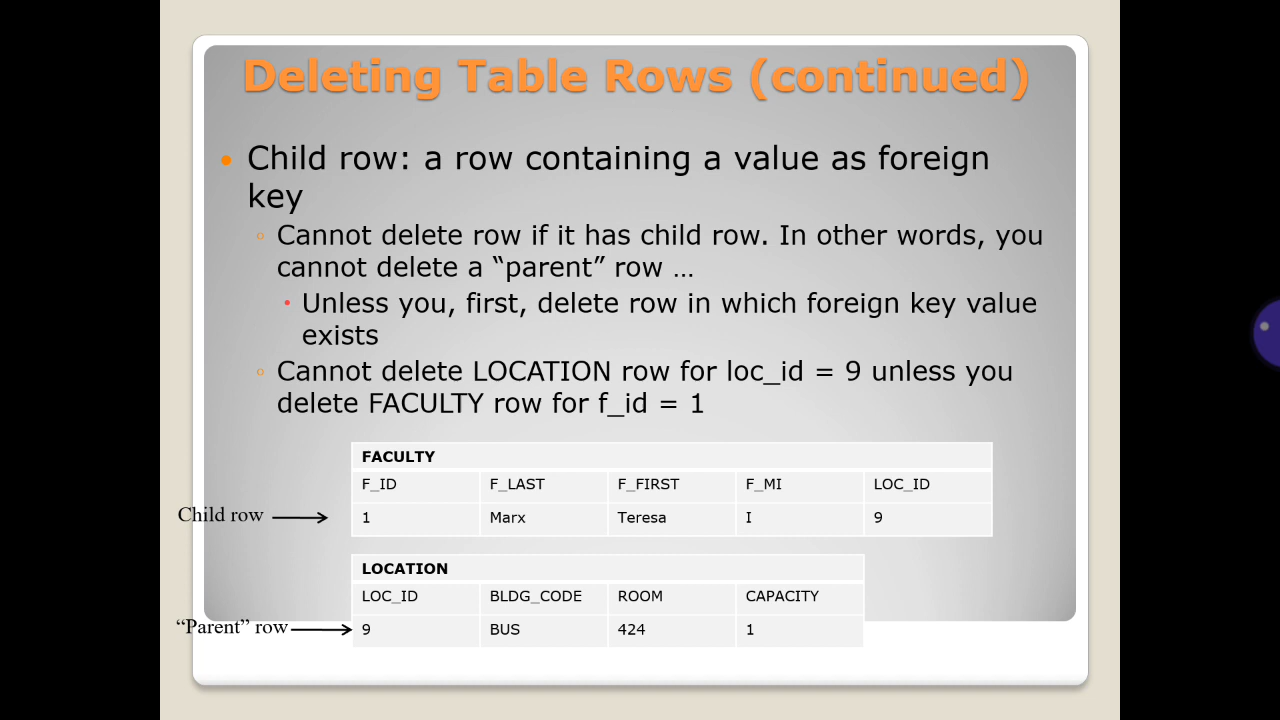 Deleting Table Rows (continued)
• Child row: a row containing a value as foreign
key
◦ Cannot delete row if it has child row. In other words, you
cannot delete a “parent” row …
• Unless you, first, delete row in which foreign key value
exists
◦ Cannot delete LOCATION row for loc_id = 9 unless you
delete FACULTY row for f_id = 1
FACULTY
F_ID F_LAST F_FIRST F_MI LOC_ID
Child row 1 Marx Teresa I 9
LOCATION
LOC_ID BLDG_CODE ROOM CAPACITY
“Parent” row 9 BUS 424 1